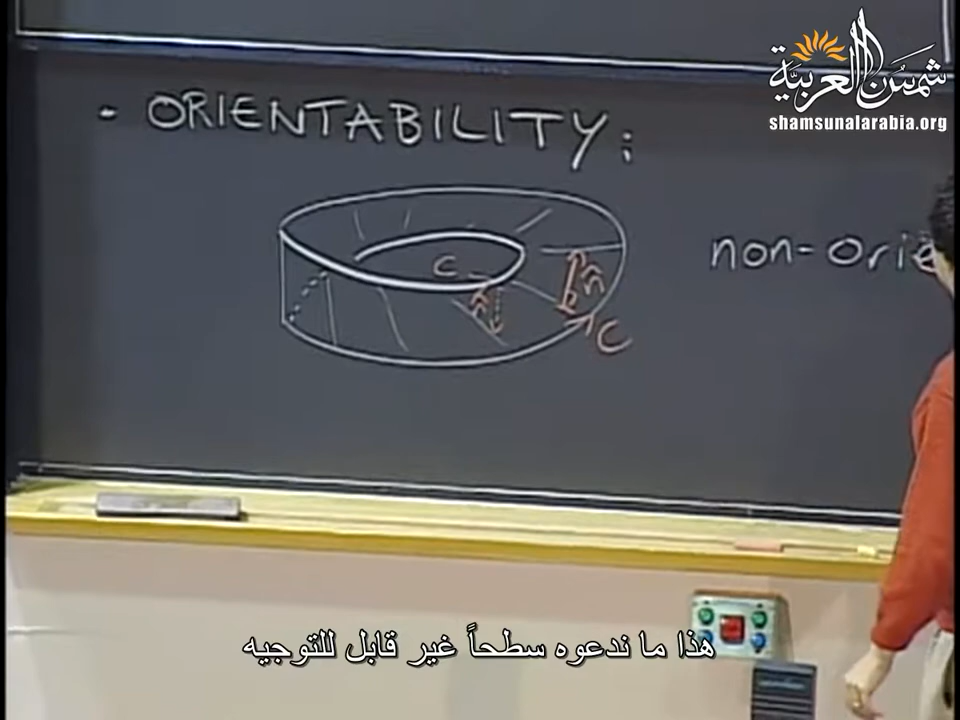 شمس العربية
shamsunalarabia.org
- ORIENTABILITY:
non-orie
C
n̂
n̂
C
هذا ما ندعوه سطحاً غير قابل للتوجيه